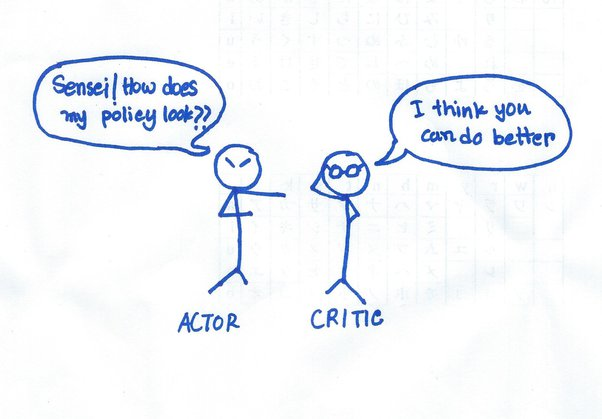 Sensei! How does
my policy look??
I think you
can do better
ACTOR
CRITIC